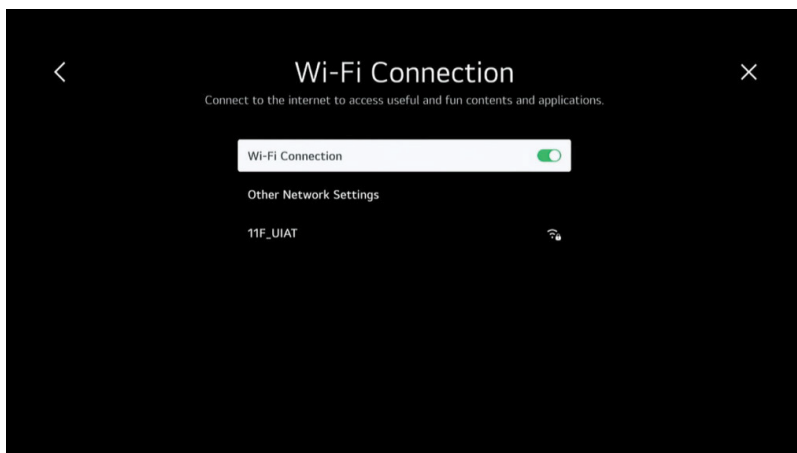 Wi-Fi Connection
Connect to the internet to access useful and fun contents and applications.
Wi-Fi Connection
Other Network Settings
11F_UIAT